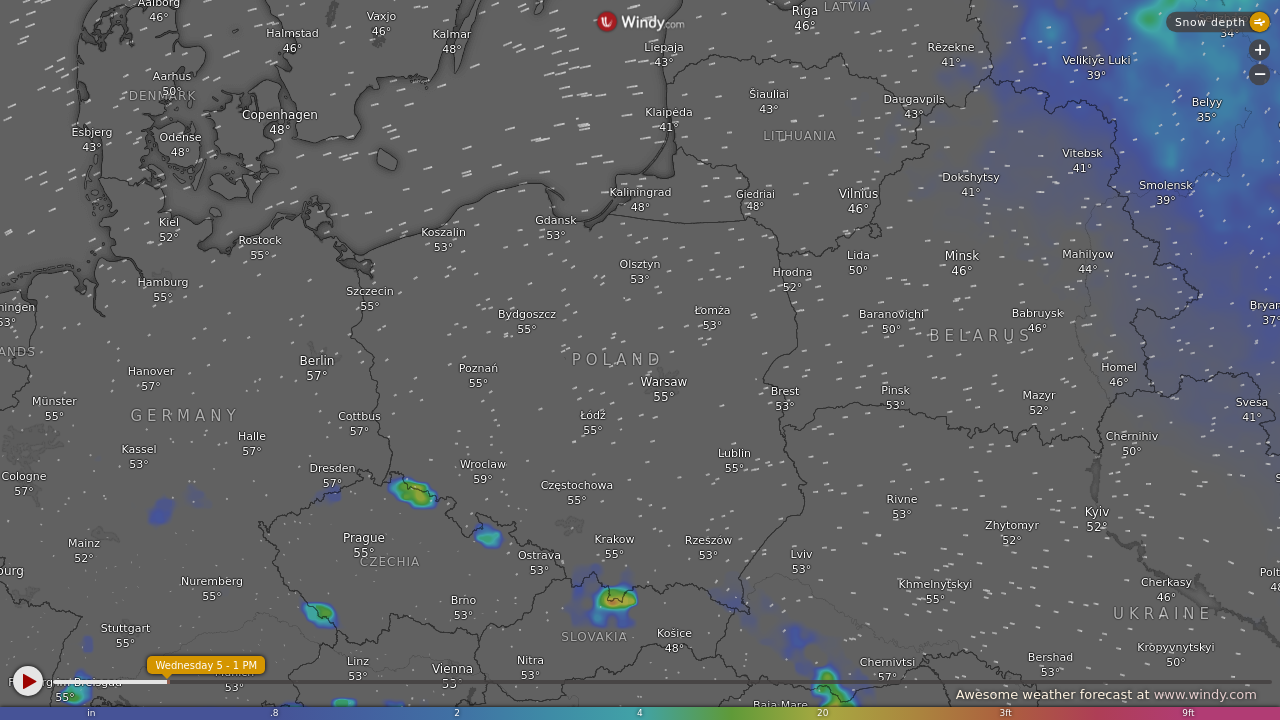 Aalborg
46°
Vaxjo
46°
Windy.com
Riga
46°
LATVIA
Snow depth
34°
Halmstad
46°
Kalmar
48°
Liepaja
43°
Rēzekne
41°
Velikiye Luki
39°
+
−
Aarhus
50°
DENMARK
Copenhagen
48°
Klaipėda
41°
Šiauliai
43°
Daugavpils
43°
Belyy
35°
Esbjerg
43°
Odense
48°
LITHUANIA
Vitebsk
41°
Kaliningrad
48°
Giedriai
48°
Vilnius
46°
Dokshytsy
41°
Smolensk
39°
Kiel
52°
Rostock
55°
Koszalin
53°
Gdansk
53°
Olsztyn
53°
Hrodna
52°
Lida
50°
Minsk
46°
Mahilyow
44°
Hamburg
55°
Szczecin
55°
Bydgoszcz
55°
Łomża
53°
Baranovichi
50°
Babruysk
46°
37°
53°
BELARUS
Berlin
57°
POLAND
Hanover
57°
Poznań
55°
Warsaw
55°
Brest
53°
Pinsk
53°
Mazyr
52°
Homel
46°
Münster
55°
GERMANY
Cottbus
57°
Łódź
55°
Svesa
41°
Kassel
53°
Halle
57°
Chernihiv
50°
Cologne
57°
Dresden
57°
Wroclaw
59°
Częstochowa
55°
Lublin
55°
Rivne
53°
Kyiv
52°
Zhytomyr
52°
Mainz
52°
Prague
55°
CZECHIA
Ostrava
53°
Krakow
55°
Rzeszow
53°
Lviv
53°
Nuremberg
55°
Brno
53°
Khmelnytskyi
55°
Cherkasy
46°
UKRAINE
Stuttgart
55°
SLOVAKIA
Košice
48°
Kropyvnytskyi
50°
Wednesday 5 - 1 PM
Linz
53°
Vienna
55°
Nitra
53°
Chernivtsi
57°
Bershad
53°
55°
53°
Baia Mare
Awesome weather forecast at www.windy.com
in .8 2 4 20 3ft 9ft